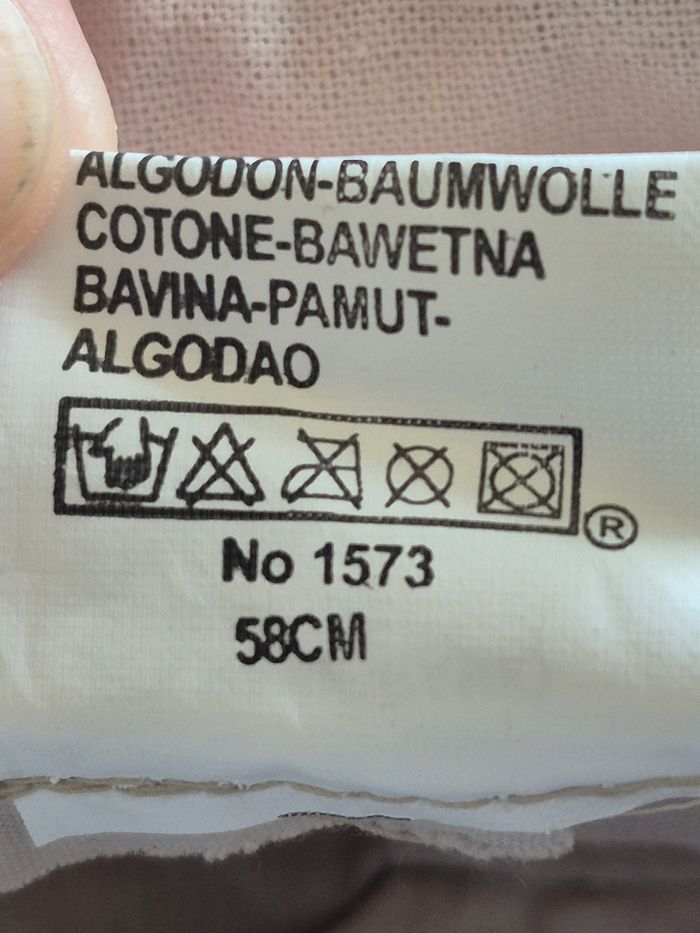 ALGODON-BAUMWOLLE
COTONE-BAWETNA
BAVINA-PAMUT-
ALGODAO
®
No 1573
58CM